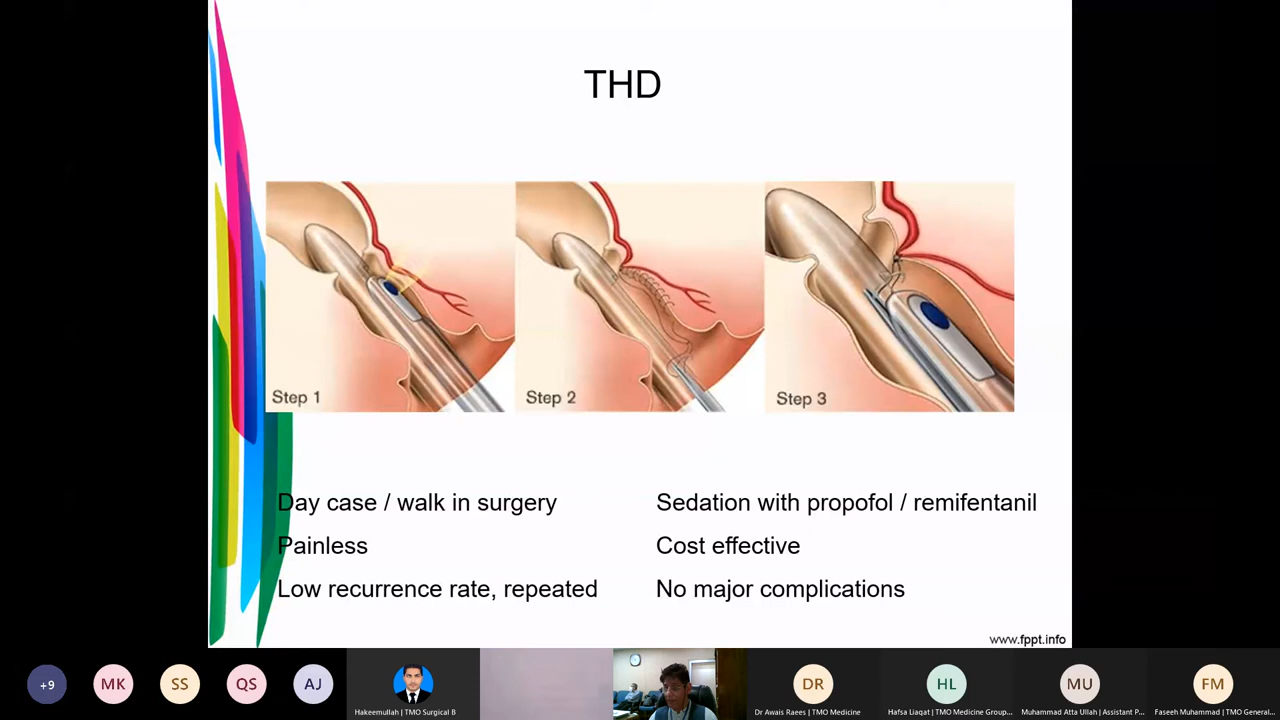 THD
Step 1
Step 2
Step 3
Day case / walk in surgery
Sedation with propofol / remifentanil
Painless
Cost effective
Low recurrence rate, repeated
No major complications
www.fppt.info
+9
MK
SS
QS
AJ
Hakeemullah | TMO Surgical B
DR
Dr Awais Raees | TMO Medicine
HL
Hafsa Liaqat | TMO Medicine Group...
MU
Muhammad Atta Ullah | Assistant P...
FM
Faseeh Muhammad | TMO General...